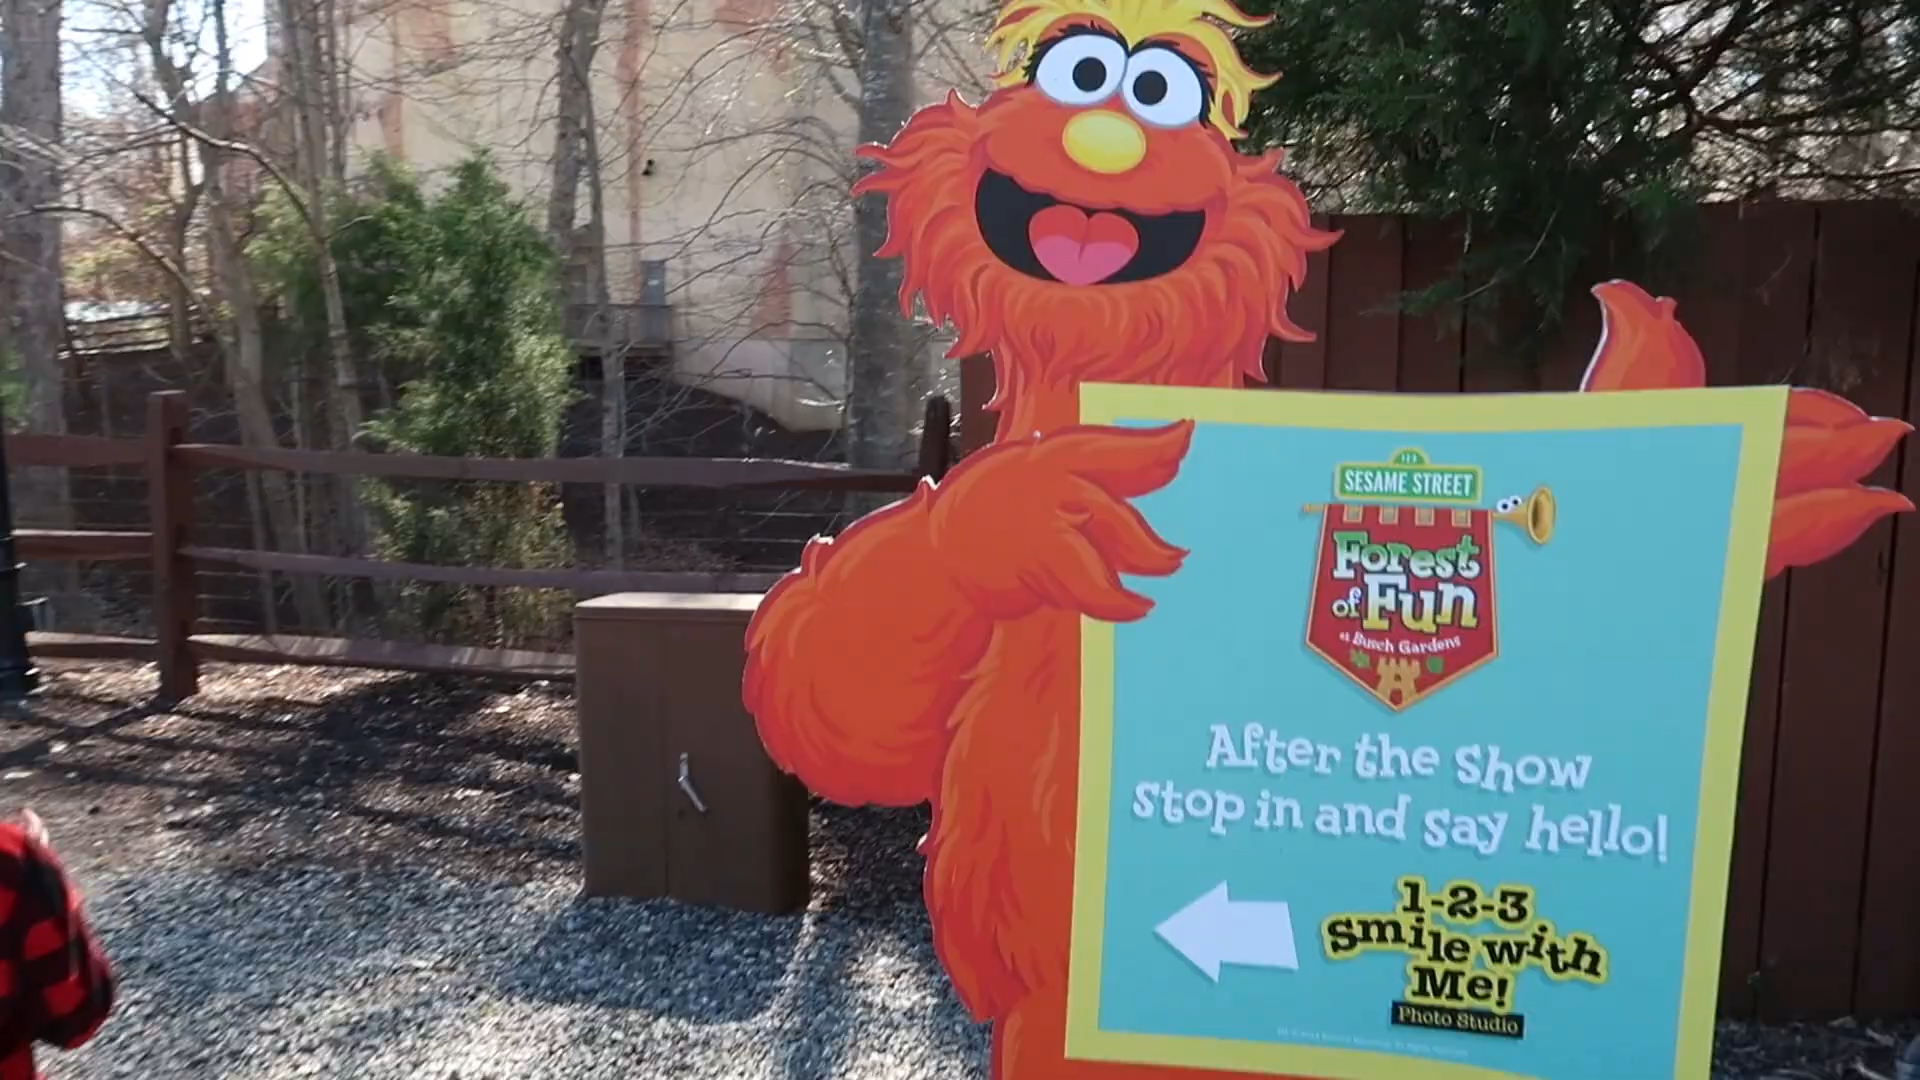 123
SESAME STREET
Forest
of Fun
at Busch Gardens
After the Show
Stop in and say hello!
1-2-3
Smile with
Me!
Photo Studio